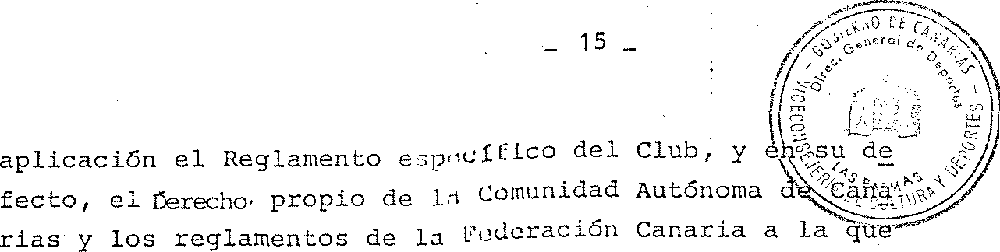 _ 15 _
GOBIERNO DE CANARIAS
Direc. General de Deportes
VICECONSEJERIA DE CULTURA Y DEPORTES
LAS PALMAS
aplicación el Reglamento específico del Club, y en su de
fecto, el Derecho propio de la Comunidad Autónoma de Cana
rias y los reglamentos de la Federación Canaria a la que